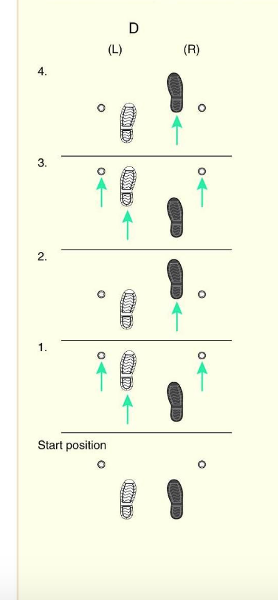 D
(L) (R)
4.
3.
2.
1.
Start position